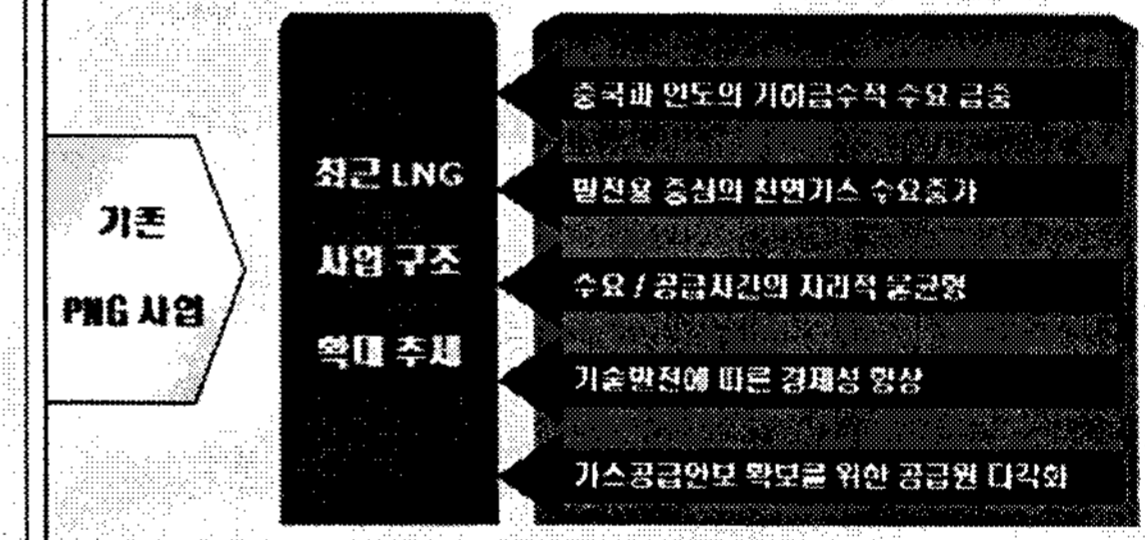 기존
PNG 사업
최근 LNG
사업 구조
확대 추세
중국과 인도의 기하급수적 수요 급증
발전용 중심의 천연가스 수요증가
수요 / 공급지간의 지리적 불균형
기술발전에 따른 경제성 향상
가스공급안보 확보를 위한 공급원 다각화